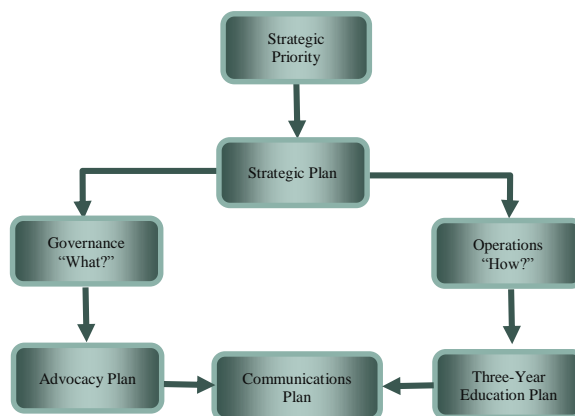 Strategic
Priority
Strategic Plan
Governance
“What?”
Operations
“How?”
Advocacy Plan
Communications
Plan
Three-Year
Education Plan